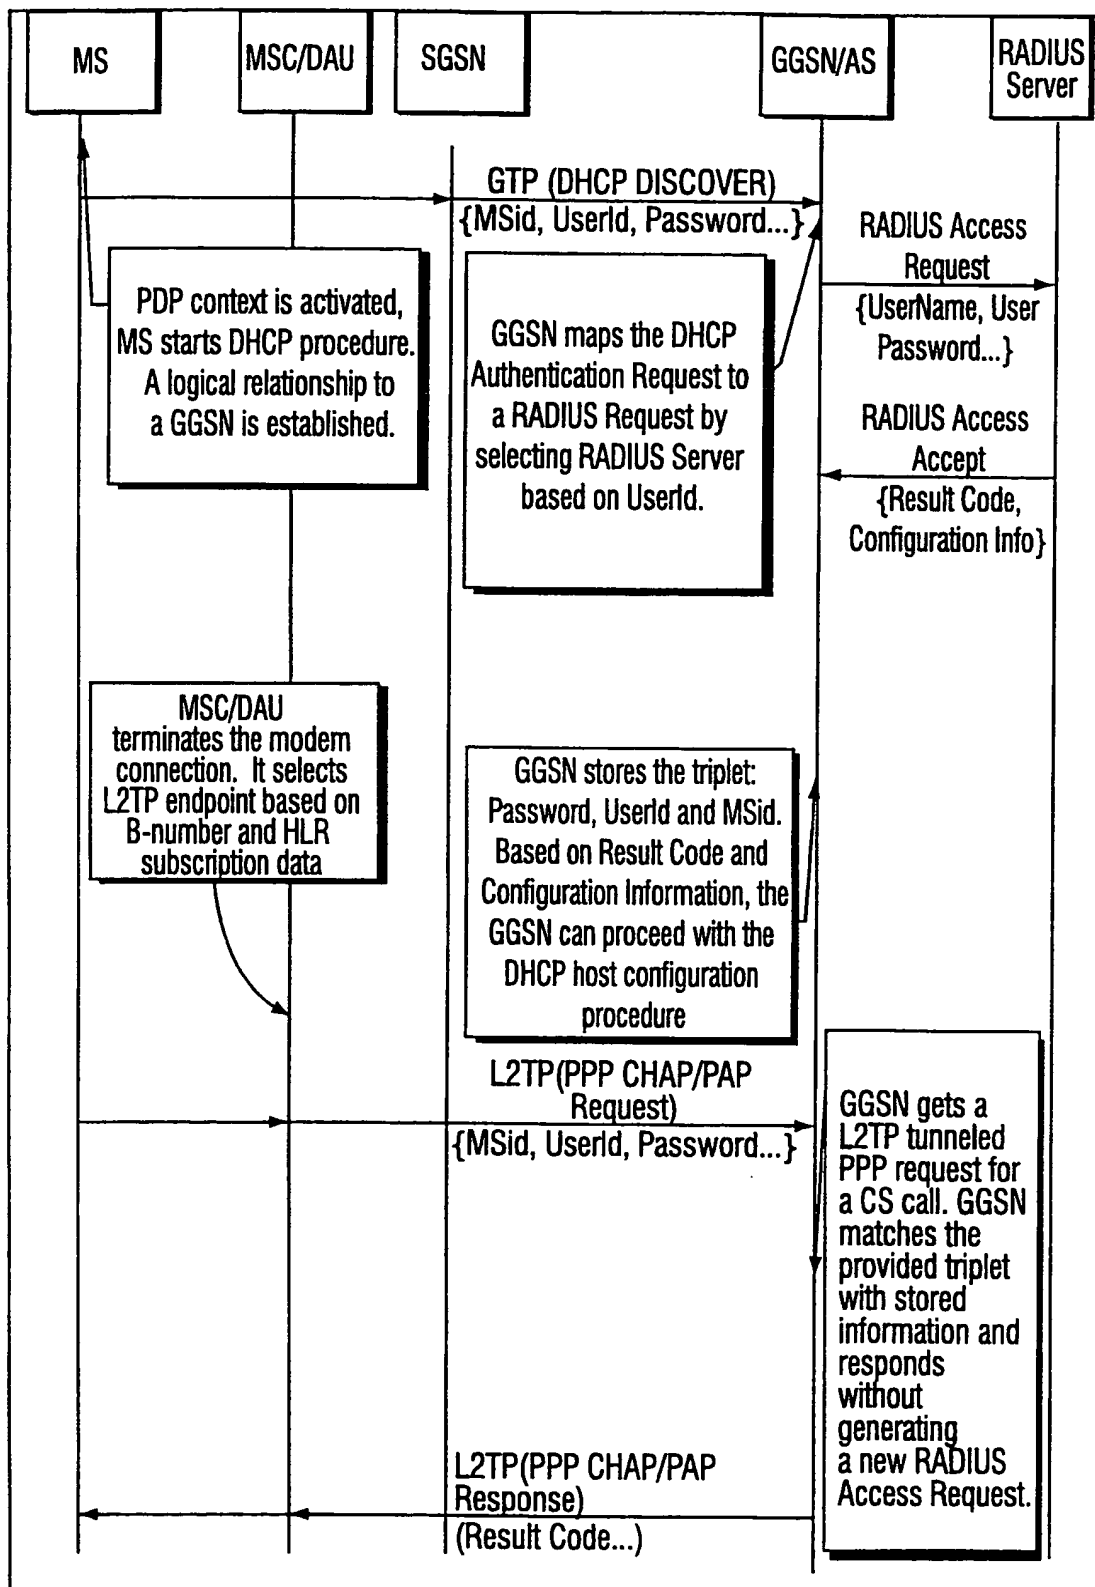 MS
MSC/DAU
SGSN
GGSN/AS
RADIUS
Server
GTP (DHCP DISCOVER)
{MSid, UserId, Password...}
RADIUS Access
Request
{UserName, User
Password...}
PDP context is activated,
MS starts DHCP procedure.
A logical relationship to
a GGSN is established.
GGSN maps the DHCP
Authentication Request to
a RADIUS Request by
selecting RADIUS Server
based on UserId.
RADIUS Access
Accept
{Result Code,
Configuration Info}
MSC/DAU
terminates the modem
connection. It selects
L2TP endpoint based on
B-number and HLR
subscription data
GGSN stores the triplet:
Password, UserId and MSid.
Based on Result Code and
Configuration Information, the
GGSN can proceed with the
DHCP host configuration
procedure
L2TP(PPP CHAP/PAP
Request)
{MSid, UserId, Password...}
GGSN gets a
L2TP tunneled
PPP request for
a CS call. GGSN
matches the
provided triplet
with stored
information and
responds
without
generating
a new RADIUS
Access Request.
L2TP(PPP CHAP/PAP
Response)
(Result Code...)